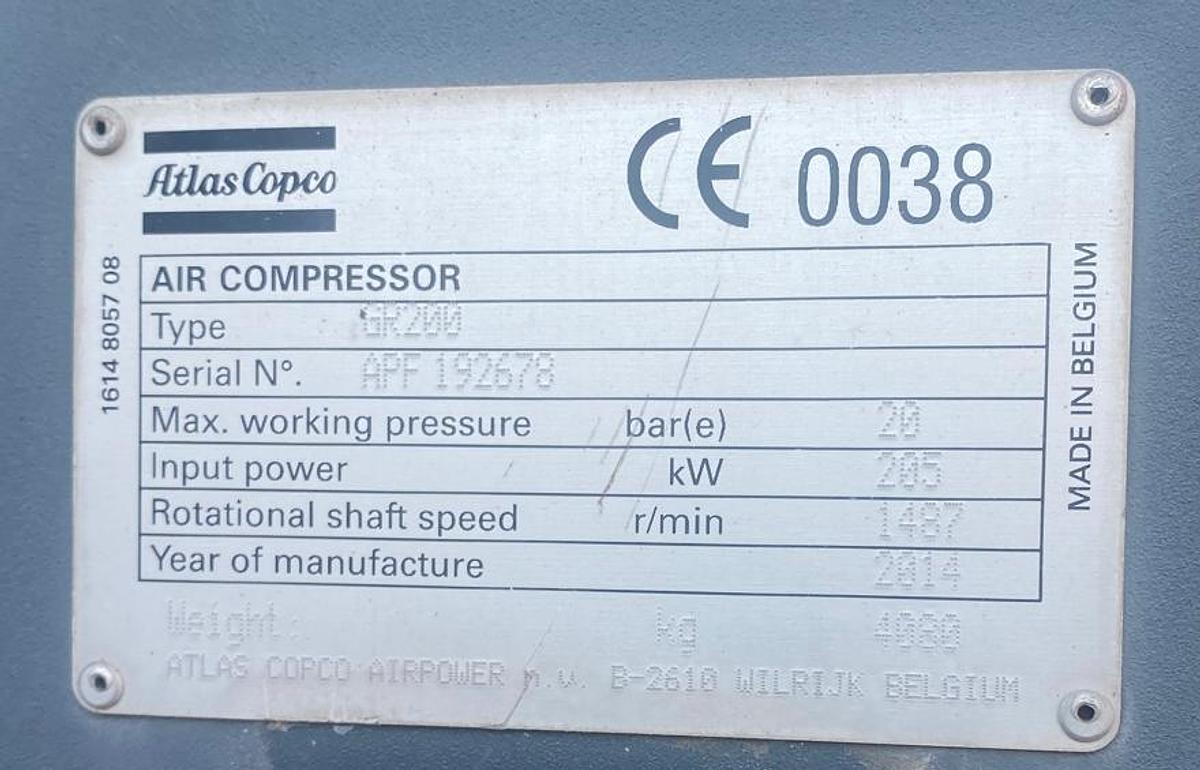 Atlas Copco
CE 0038
1614 8057 08
AIR COMPRESSOR
Type GR200
Serial N°. APF 192678
Max. working pressure bar(e) 20
Input power kW 205
Rotational shaft speed r/min 1487
Year of manufacture 2014
Weight: kg 4080
ATLAS COPCO AIRPOWER n.v. B-2610 WILRIJK BELGIUM
MADE IN BELGIUM